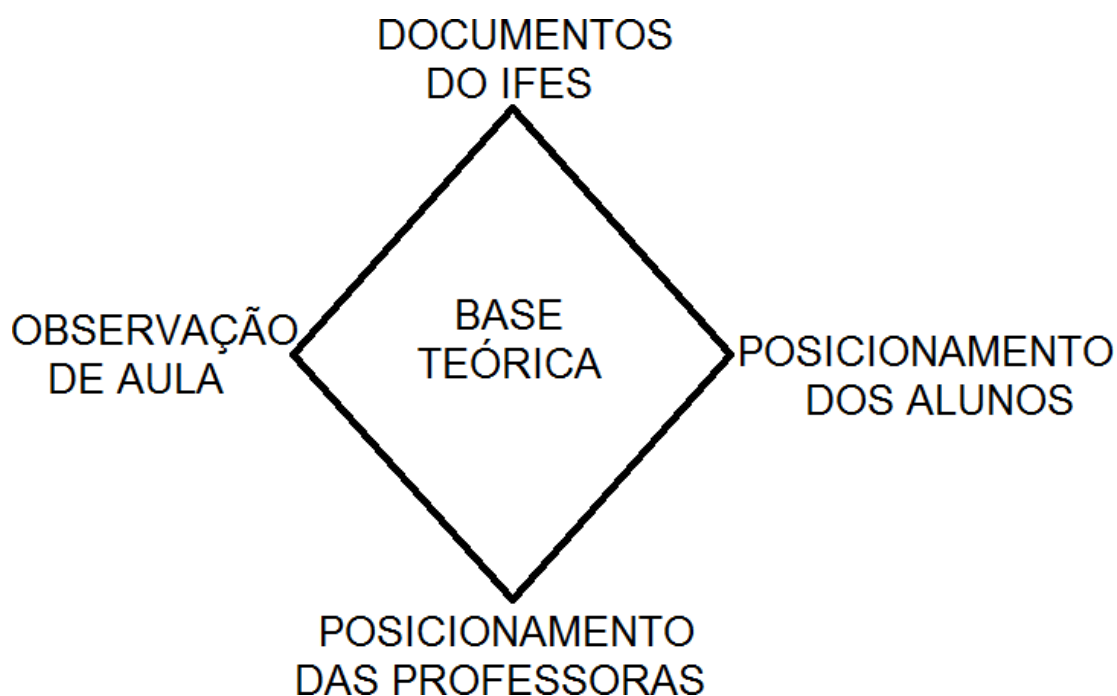 DOCUMENTOS
DO IFES
OBSERVAÇÃO
DE AULA
BASE
TEÓRICA
POSICIONAMENTO
DOS ALUNOS
POSICIONAMENTO
DAS PROFESSORAS